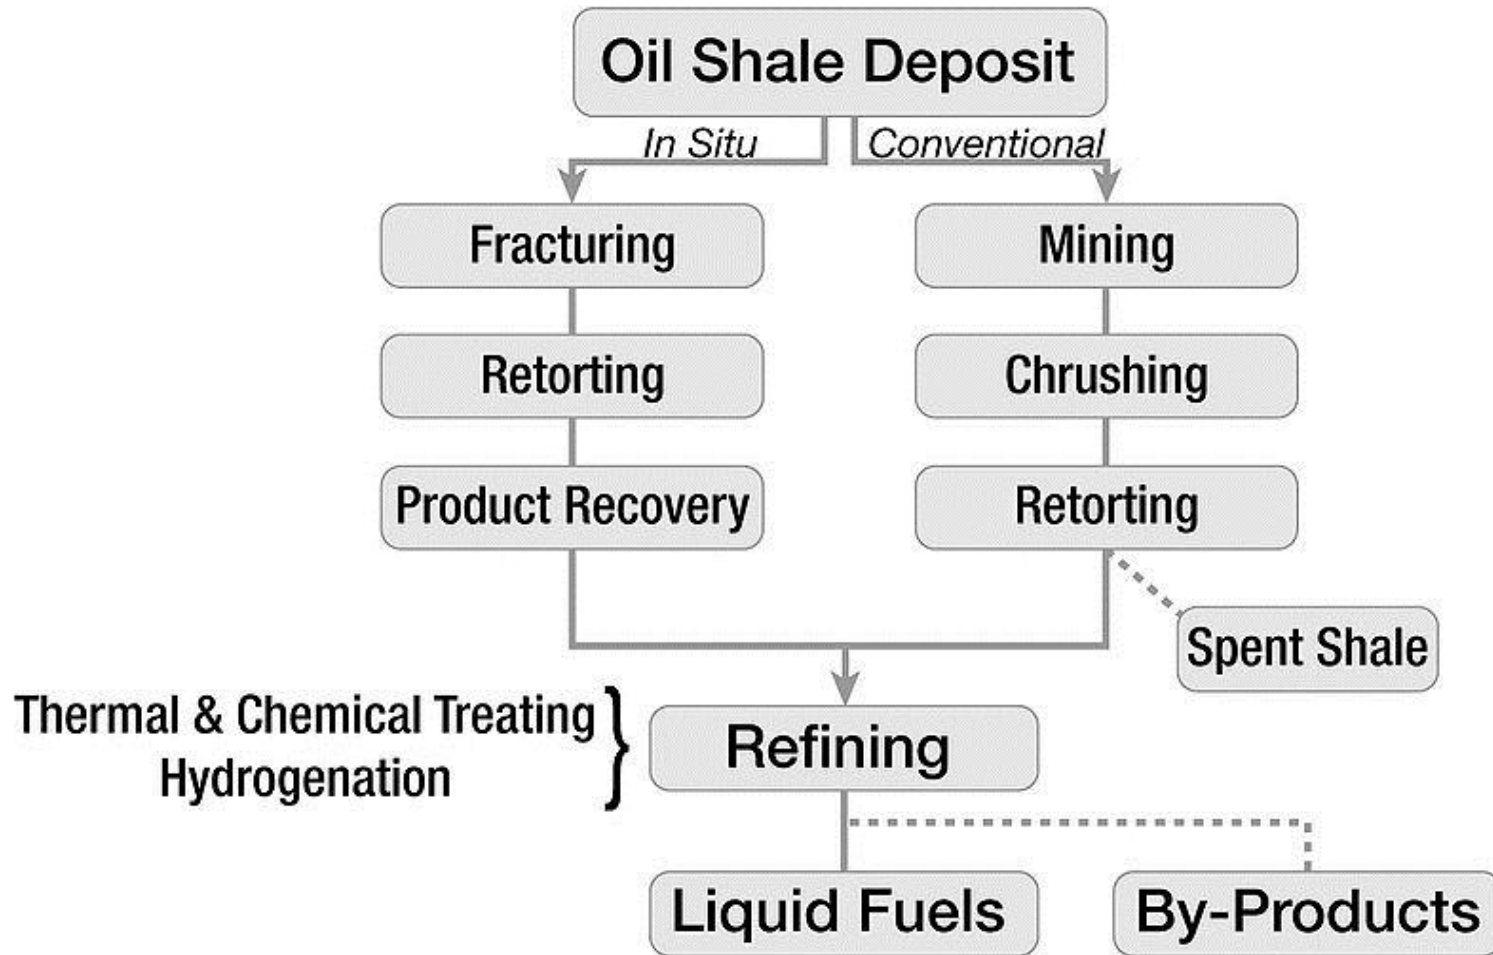 Oil Shale Deposit
In Situ
Conventional
Fracturing
Mining
Retorting
Chrushing
Product Recovery
Retorting
Spent Shale
Thermal & Chemical Treating
Hydrogenation
Refining
Liquid Fuels
By-Products